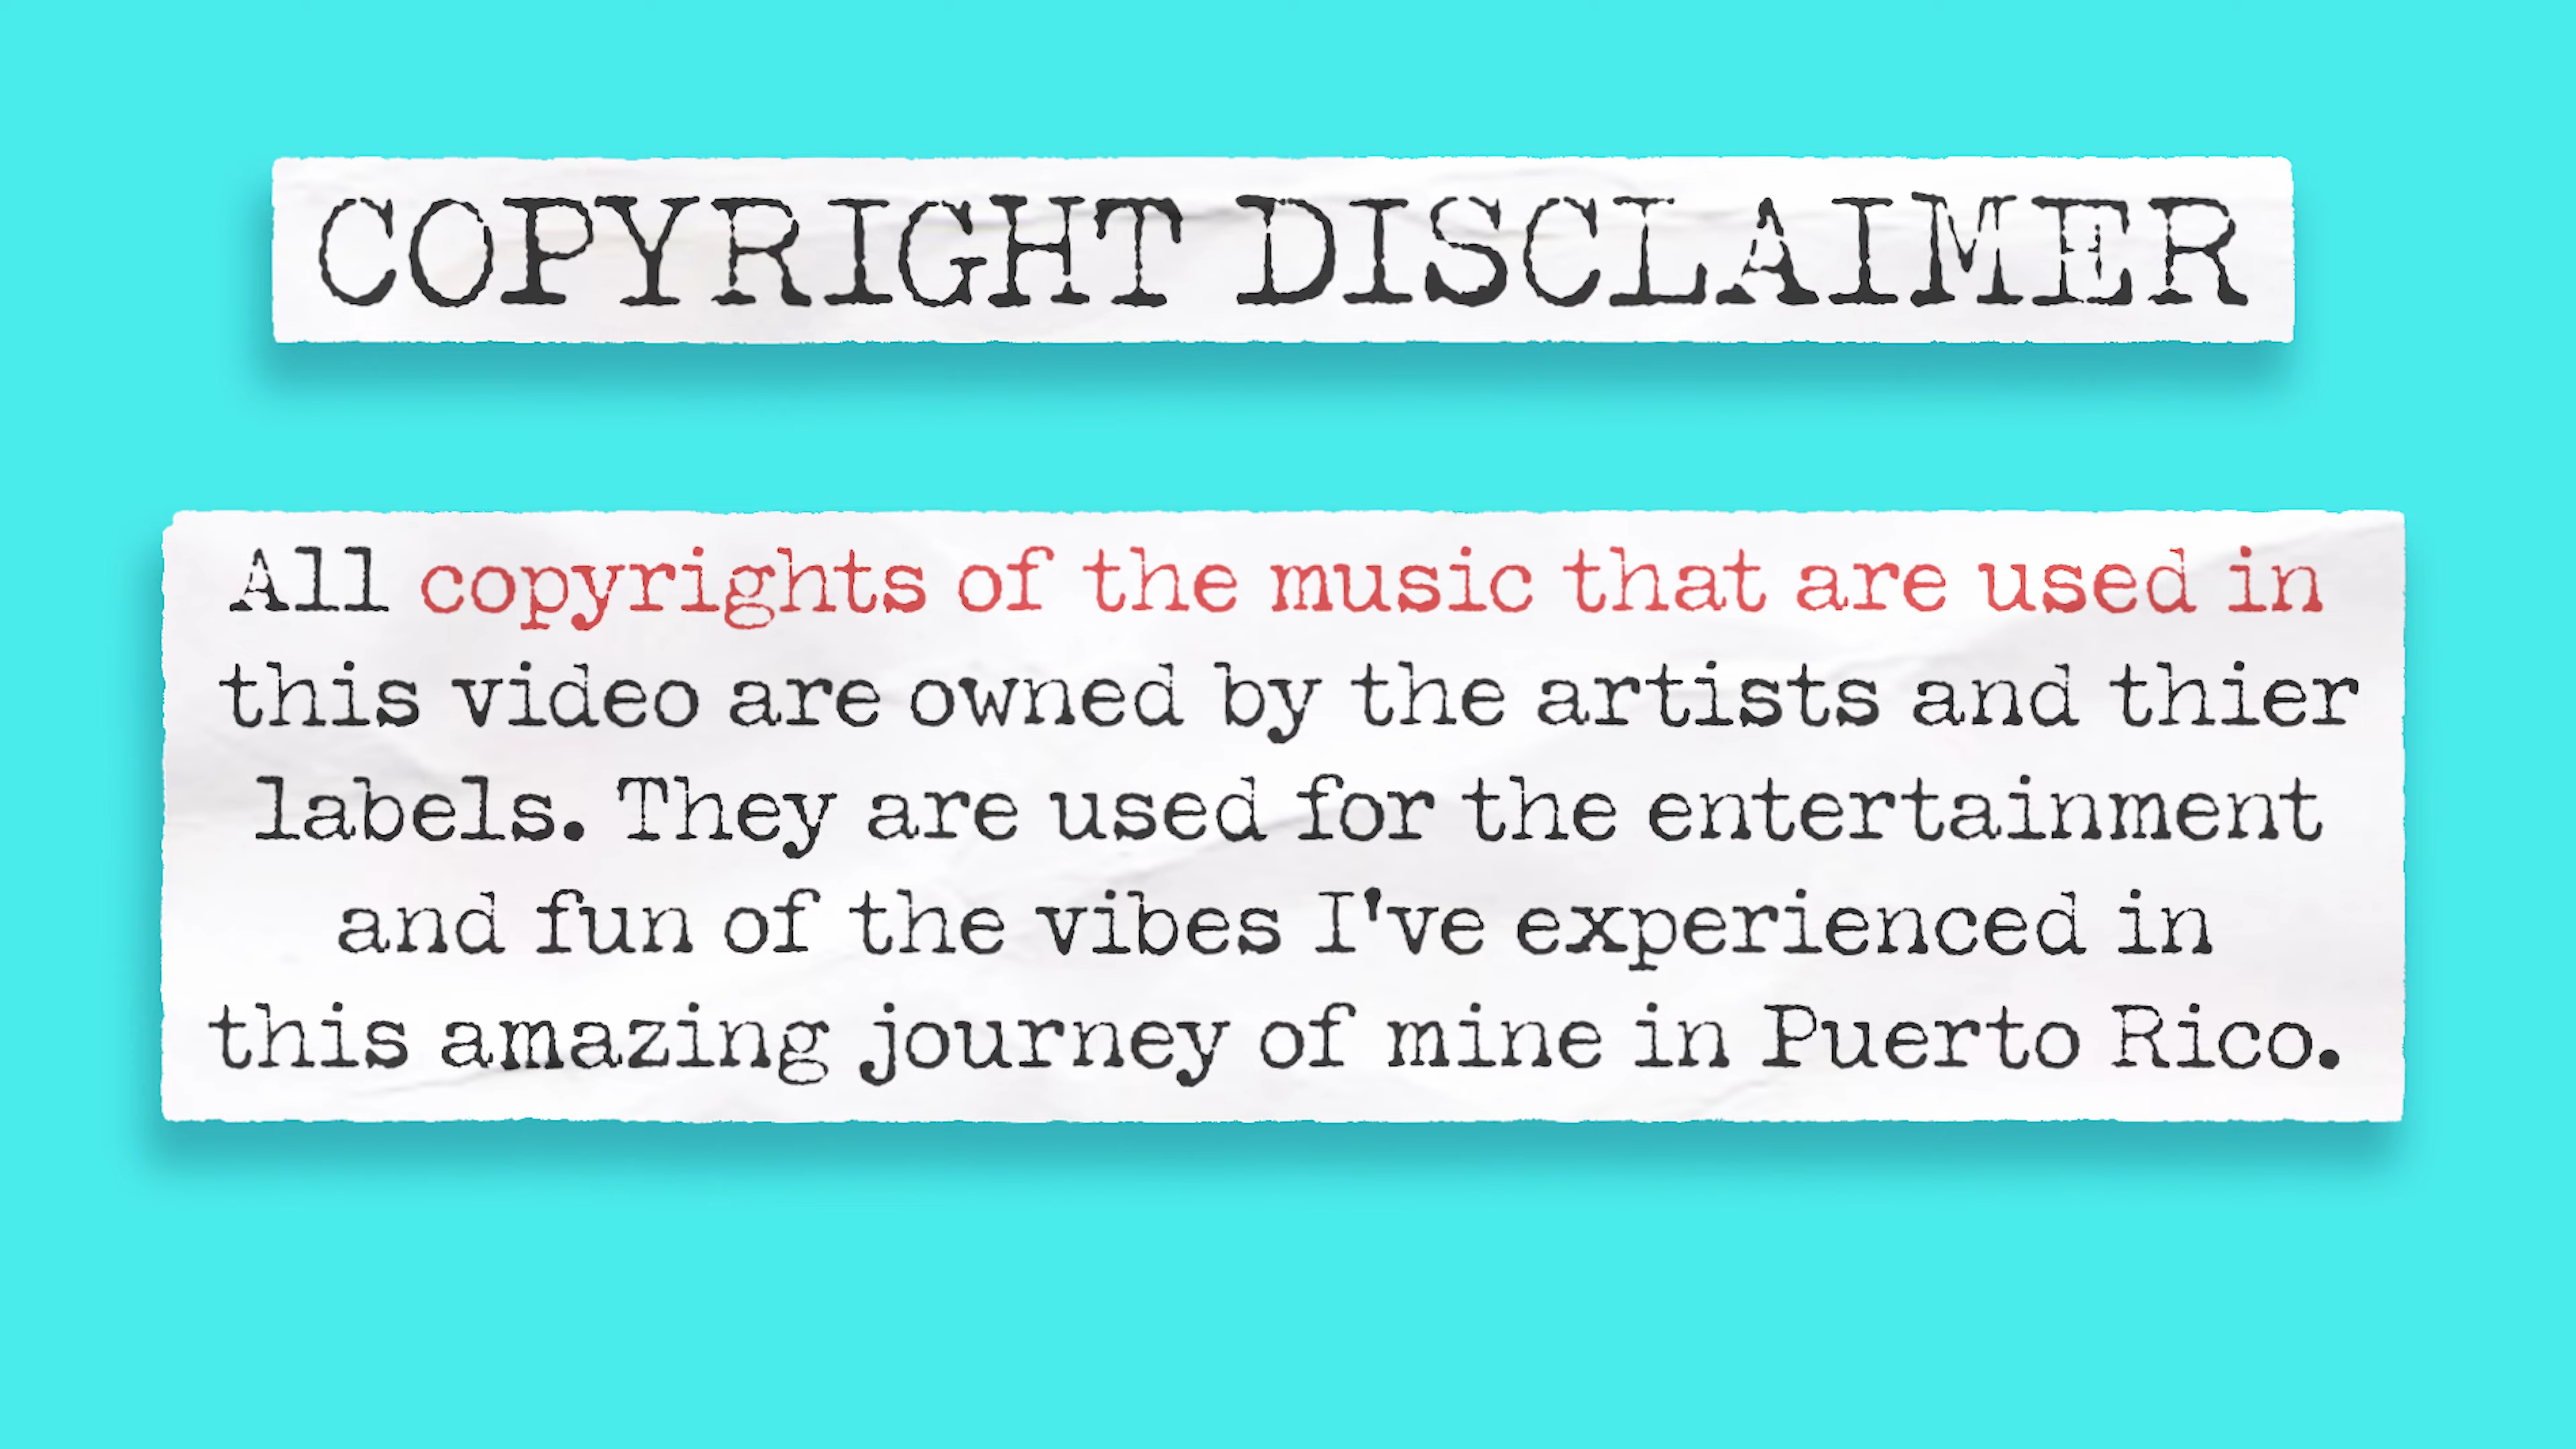 COPYRIGHT DISCLAIMER
All copyrights of the music that are used in
this video are owned by the artists and thier
labels. They are used for the entertainment
and fun of the vibes I've experienced in
this amazing journey of mine in Puerto Rico.